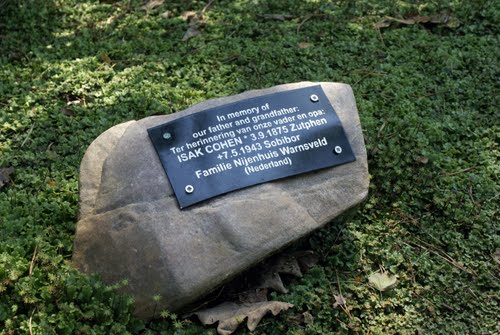 In memory of
our father and grandfather:
Ter herinnering van onze vader en opa:
ISAK COHEN * 3.9.1875 Zutphen
+7.5.1943 Sobibor
Familie Nijenhuis Warnsveld
(Nederland)